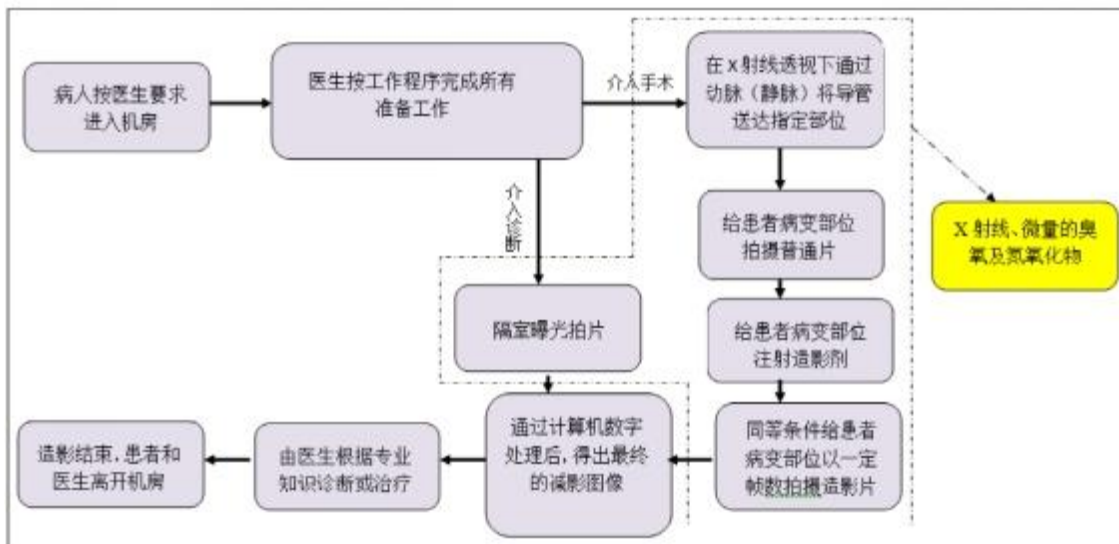 病人按医生要求
进入机房
医生按工作程序完成所有
准备工作
介入手术
在X射线透视下通过
动脉（静脉）将导管
送达指定部位
介入诊断
给患者病变部位
拍摄普通片
X 射线、微量的臭
氧及氮氧化物
隔室曝光拍片
给患者病变部位
注射造影剂
造影结束，患者和
医生离开机房
由医生根据专业
知识诊断或治疗
通过计算机数字
处理后，得出最终
的减影图像
同等条件给患者
病变部位以一定
帧数拍摄造影片